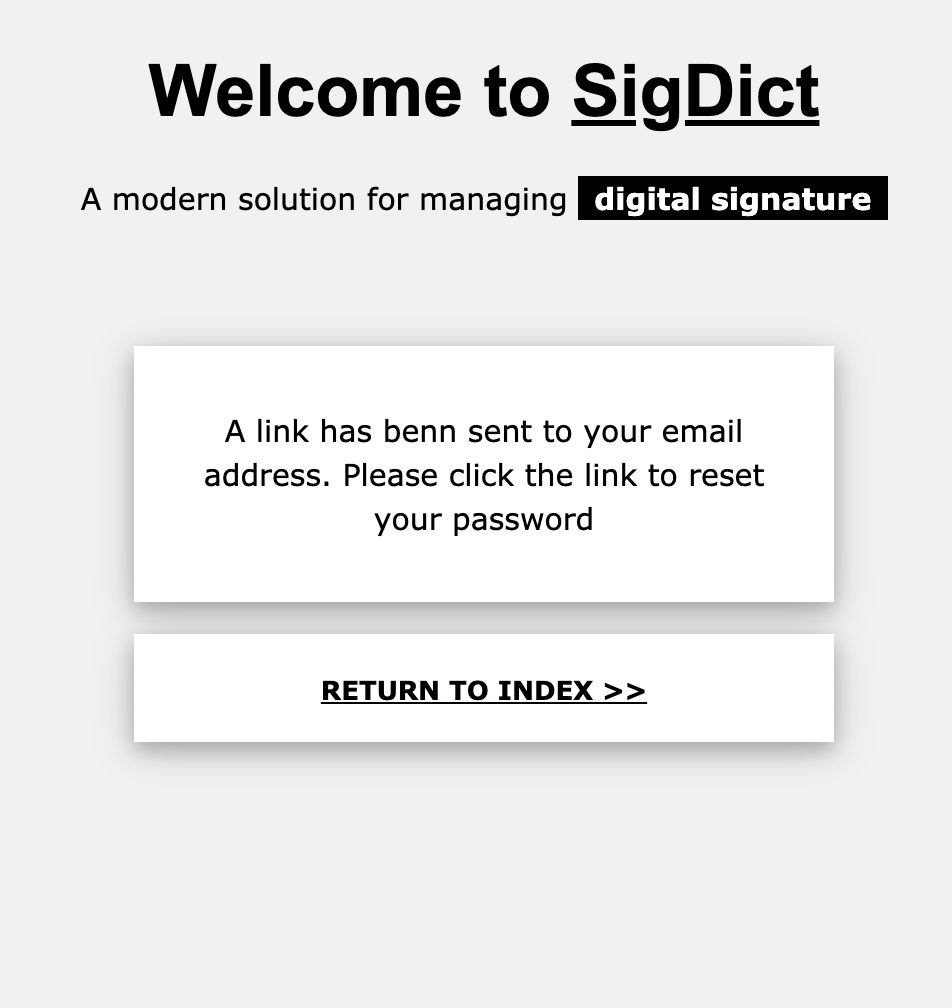 Welcome to SigDict
A modern solution for managing digital signature
A link has benn sent to your email
address. Please click the link to reset
your password
RETURN TO INDEX >>